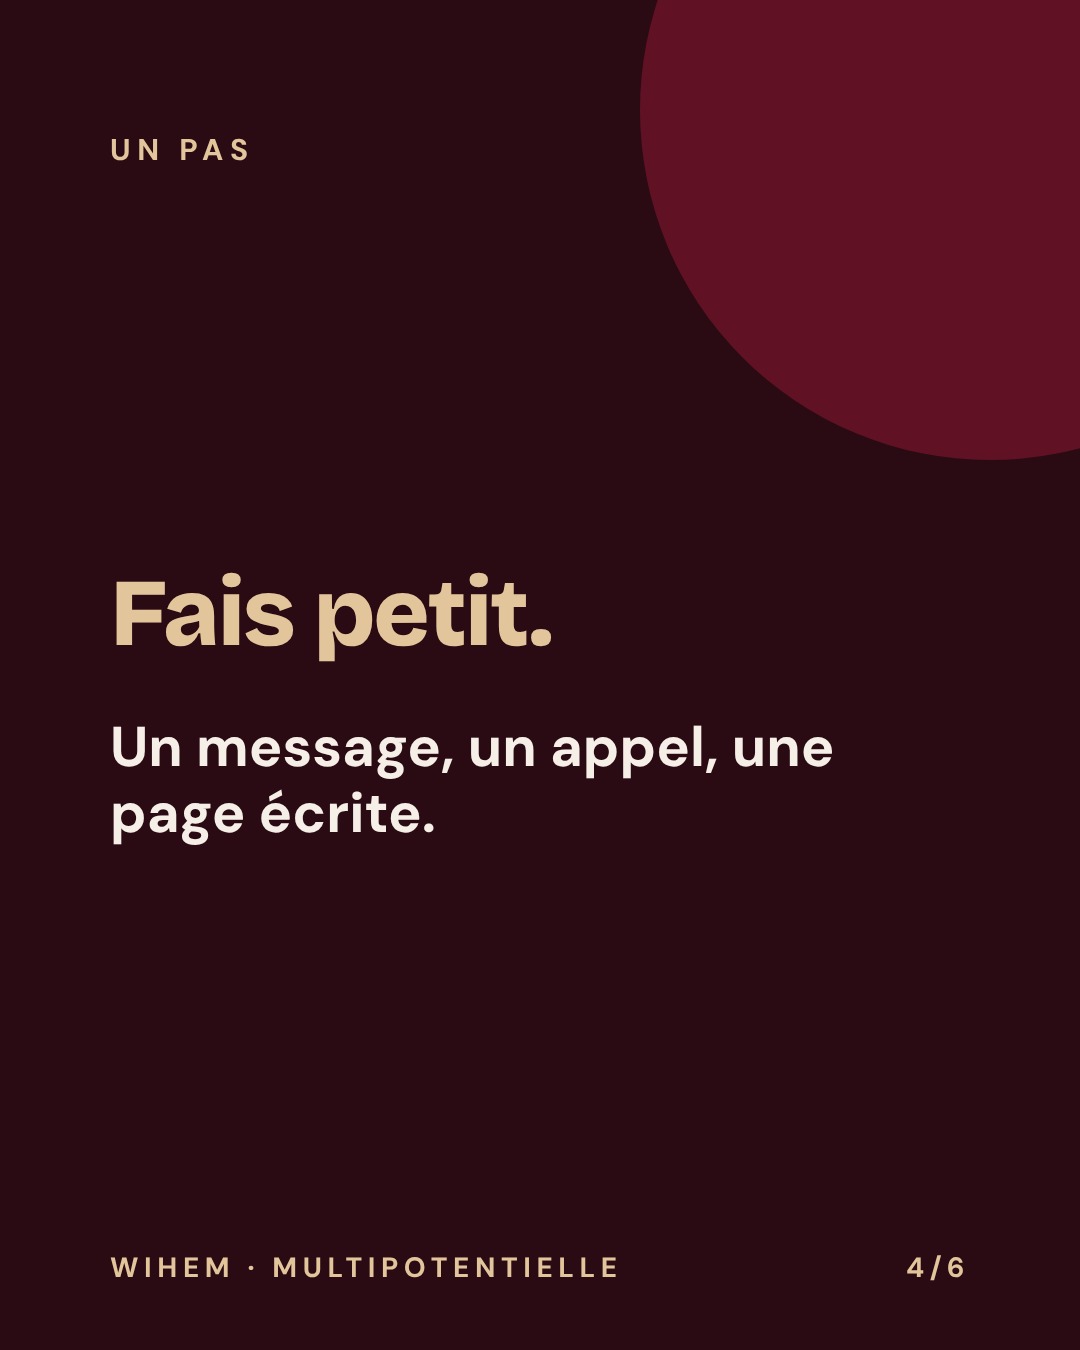 UN PAS
Fais petit.
Un message, un appel, une
page écrite.
WIHEM · MULTIPOTENTIELLE
4/6